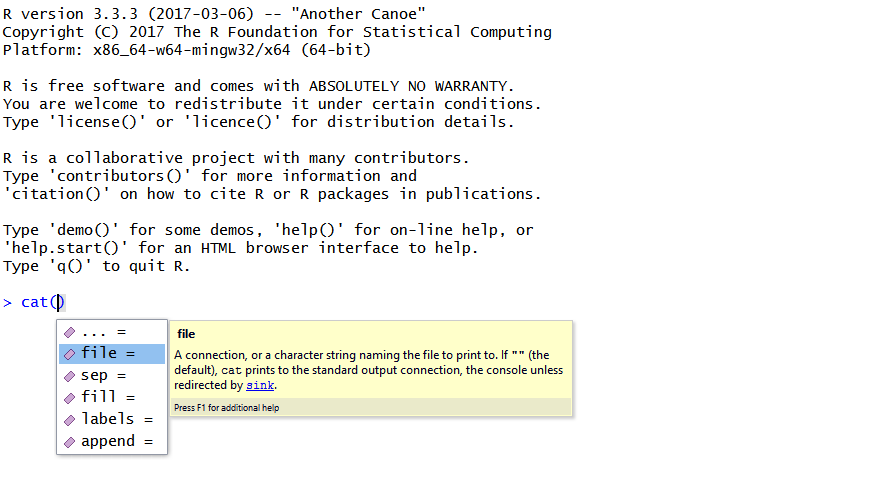 R version 3.3.3 (2017-03-06) -- "Another Canoe"
Copyright (C) 2017 The R Foundation for Statistical Computing
Platform: x86_64-w64-mingw32/x64 (64-bit)
R is free software and comes with ABSOLUTELY NO WARRANTY.
You are welcome to redistribute it under certain conditions.
Type 'license()' or 'licence()' for distribution details.
R is a collaborative project with many contributors.
Type 'contributors()' for more information and
'citation()' on how to cite R or R packages in publications.
Type 'demo()' for some demos, 'help()' for on-line help, or
'help.start()' for an HTML browser interface to help.
Type 'q()' to quit R.
> cat()
... =
file =
sep =
fill =
labels =
append =
file
A connection, or a character string naming the file to print to. If "" (the
default), cat prints to the standard output connection, the console unless
redirected by sink.
Press F1 for additional help